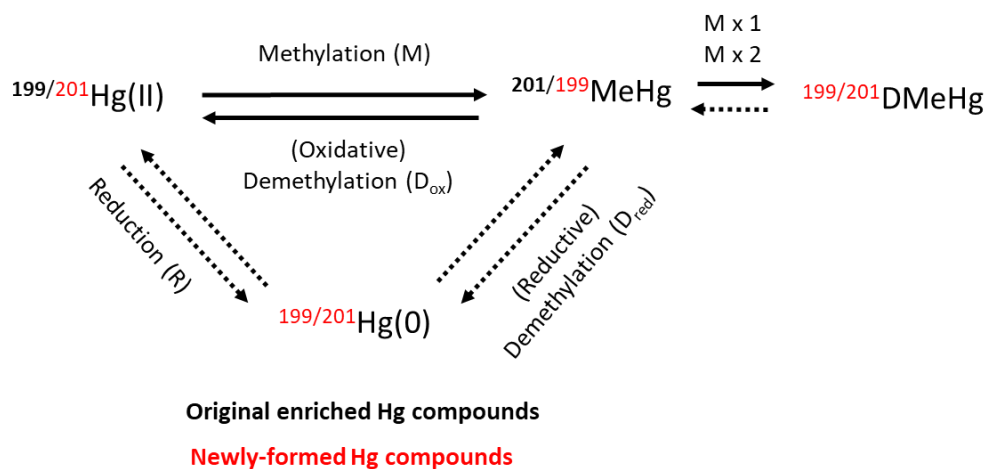 M x 1
M x 2
Methylation (M)
199/201Hg(II)
201/199MeHg
199/201DMeHg
(Oxidative)
Demethylation (Dox)
Reduction (R)
(Reductive)
Demethylation (Dred)
199/201Hg(0)
Original enriched Hg compounds
Newly-formed Hg compounds